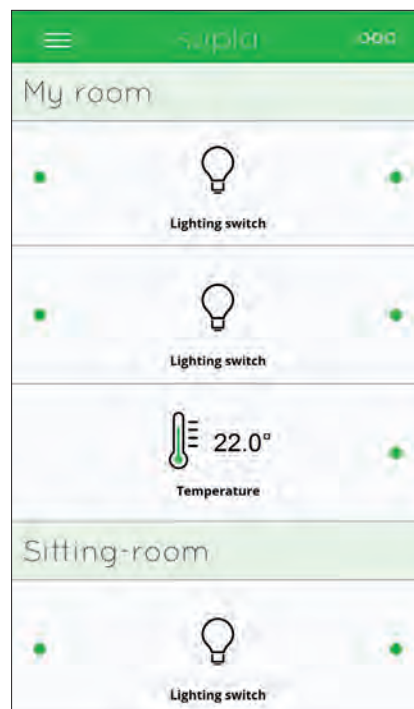 supla
My room
Lighting switch
Lighting switch
22.0°
Temperature
Sitting-room
Lighting switch